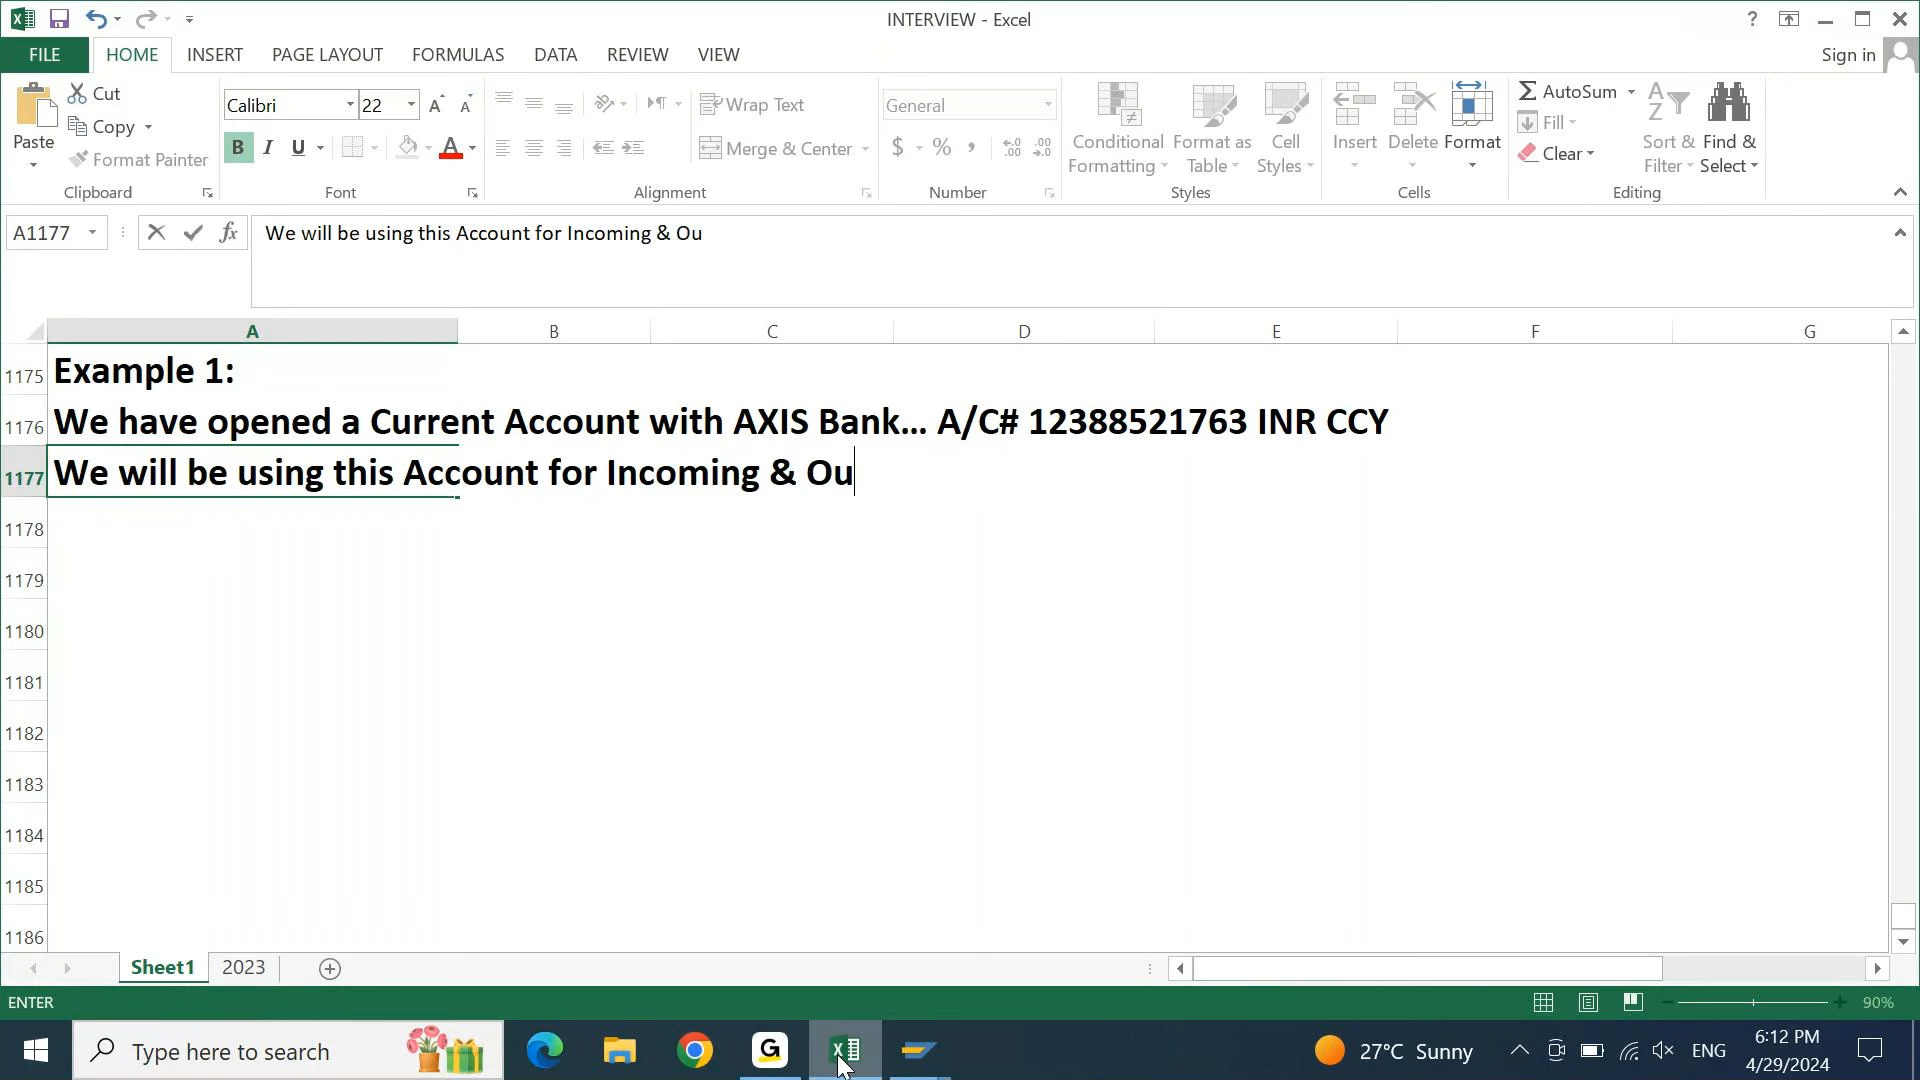 INTERVIEW - Excel
?
FILE HOME INSERT PAGE LAYOUT FORMULAS DATA REVIEW VIEW Sign in
Cut
Copy
Format Painter
Paste
Clipboard
Calibri 22 A A
B I U A
Font
Wrap Text
Merge & Center
Alignment
General
$ % , .00 .00
Number
Conditional Formatting
Format as Table
Cell Styles
Styles
Insert Delete Format
Cells
AutoSum
Fill
Clear
Sort & Filter
Find & Select
Editing
A1177 fx We will be using this Account for Incoming & Ou
A B C D E F G
1175 Example 1:
1176 We have opened a Current Account with AXIS Bank... A/C# 12388521763 INR CCY
1177 We will be using this Account for Incoming & Ou
1178
1179
1180
1181
1182
1183
1184
1185
1186
Sheet1 2023
ENTER 90%
Type here to search
27°C Sunny ENG
6:12 PM
4/29/2024